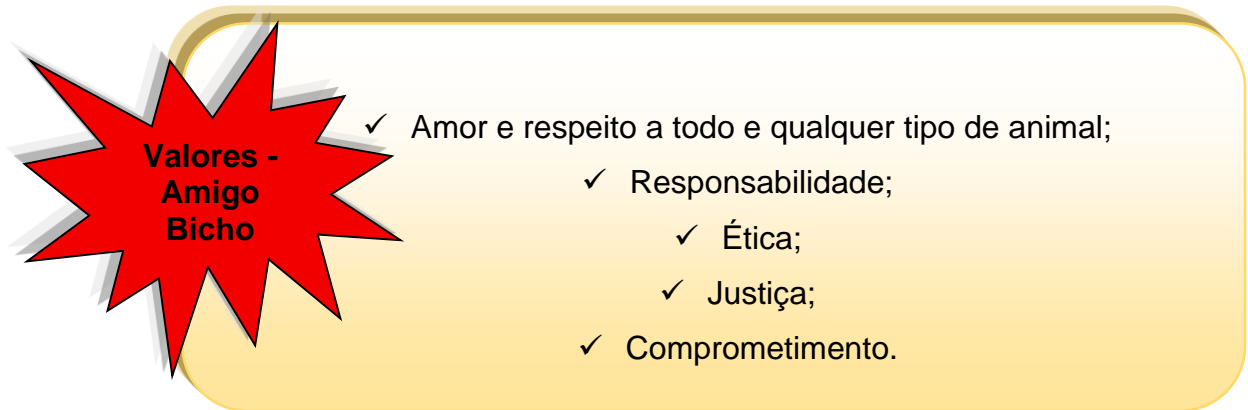 Valores -
Amigo
Bicho
✓ Amor e respeito a todo e qualquer tipo de animal;
✓ Responsabilidade;
✓ Ética;
✓ Justiça;
✓ Comprometimento.